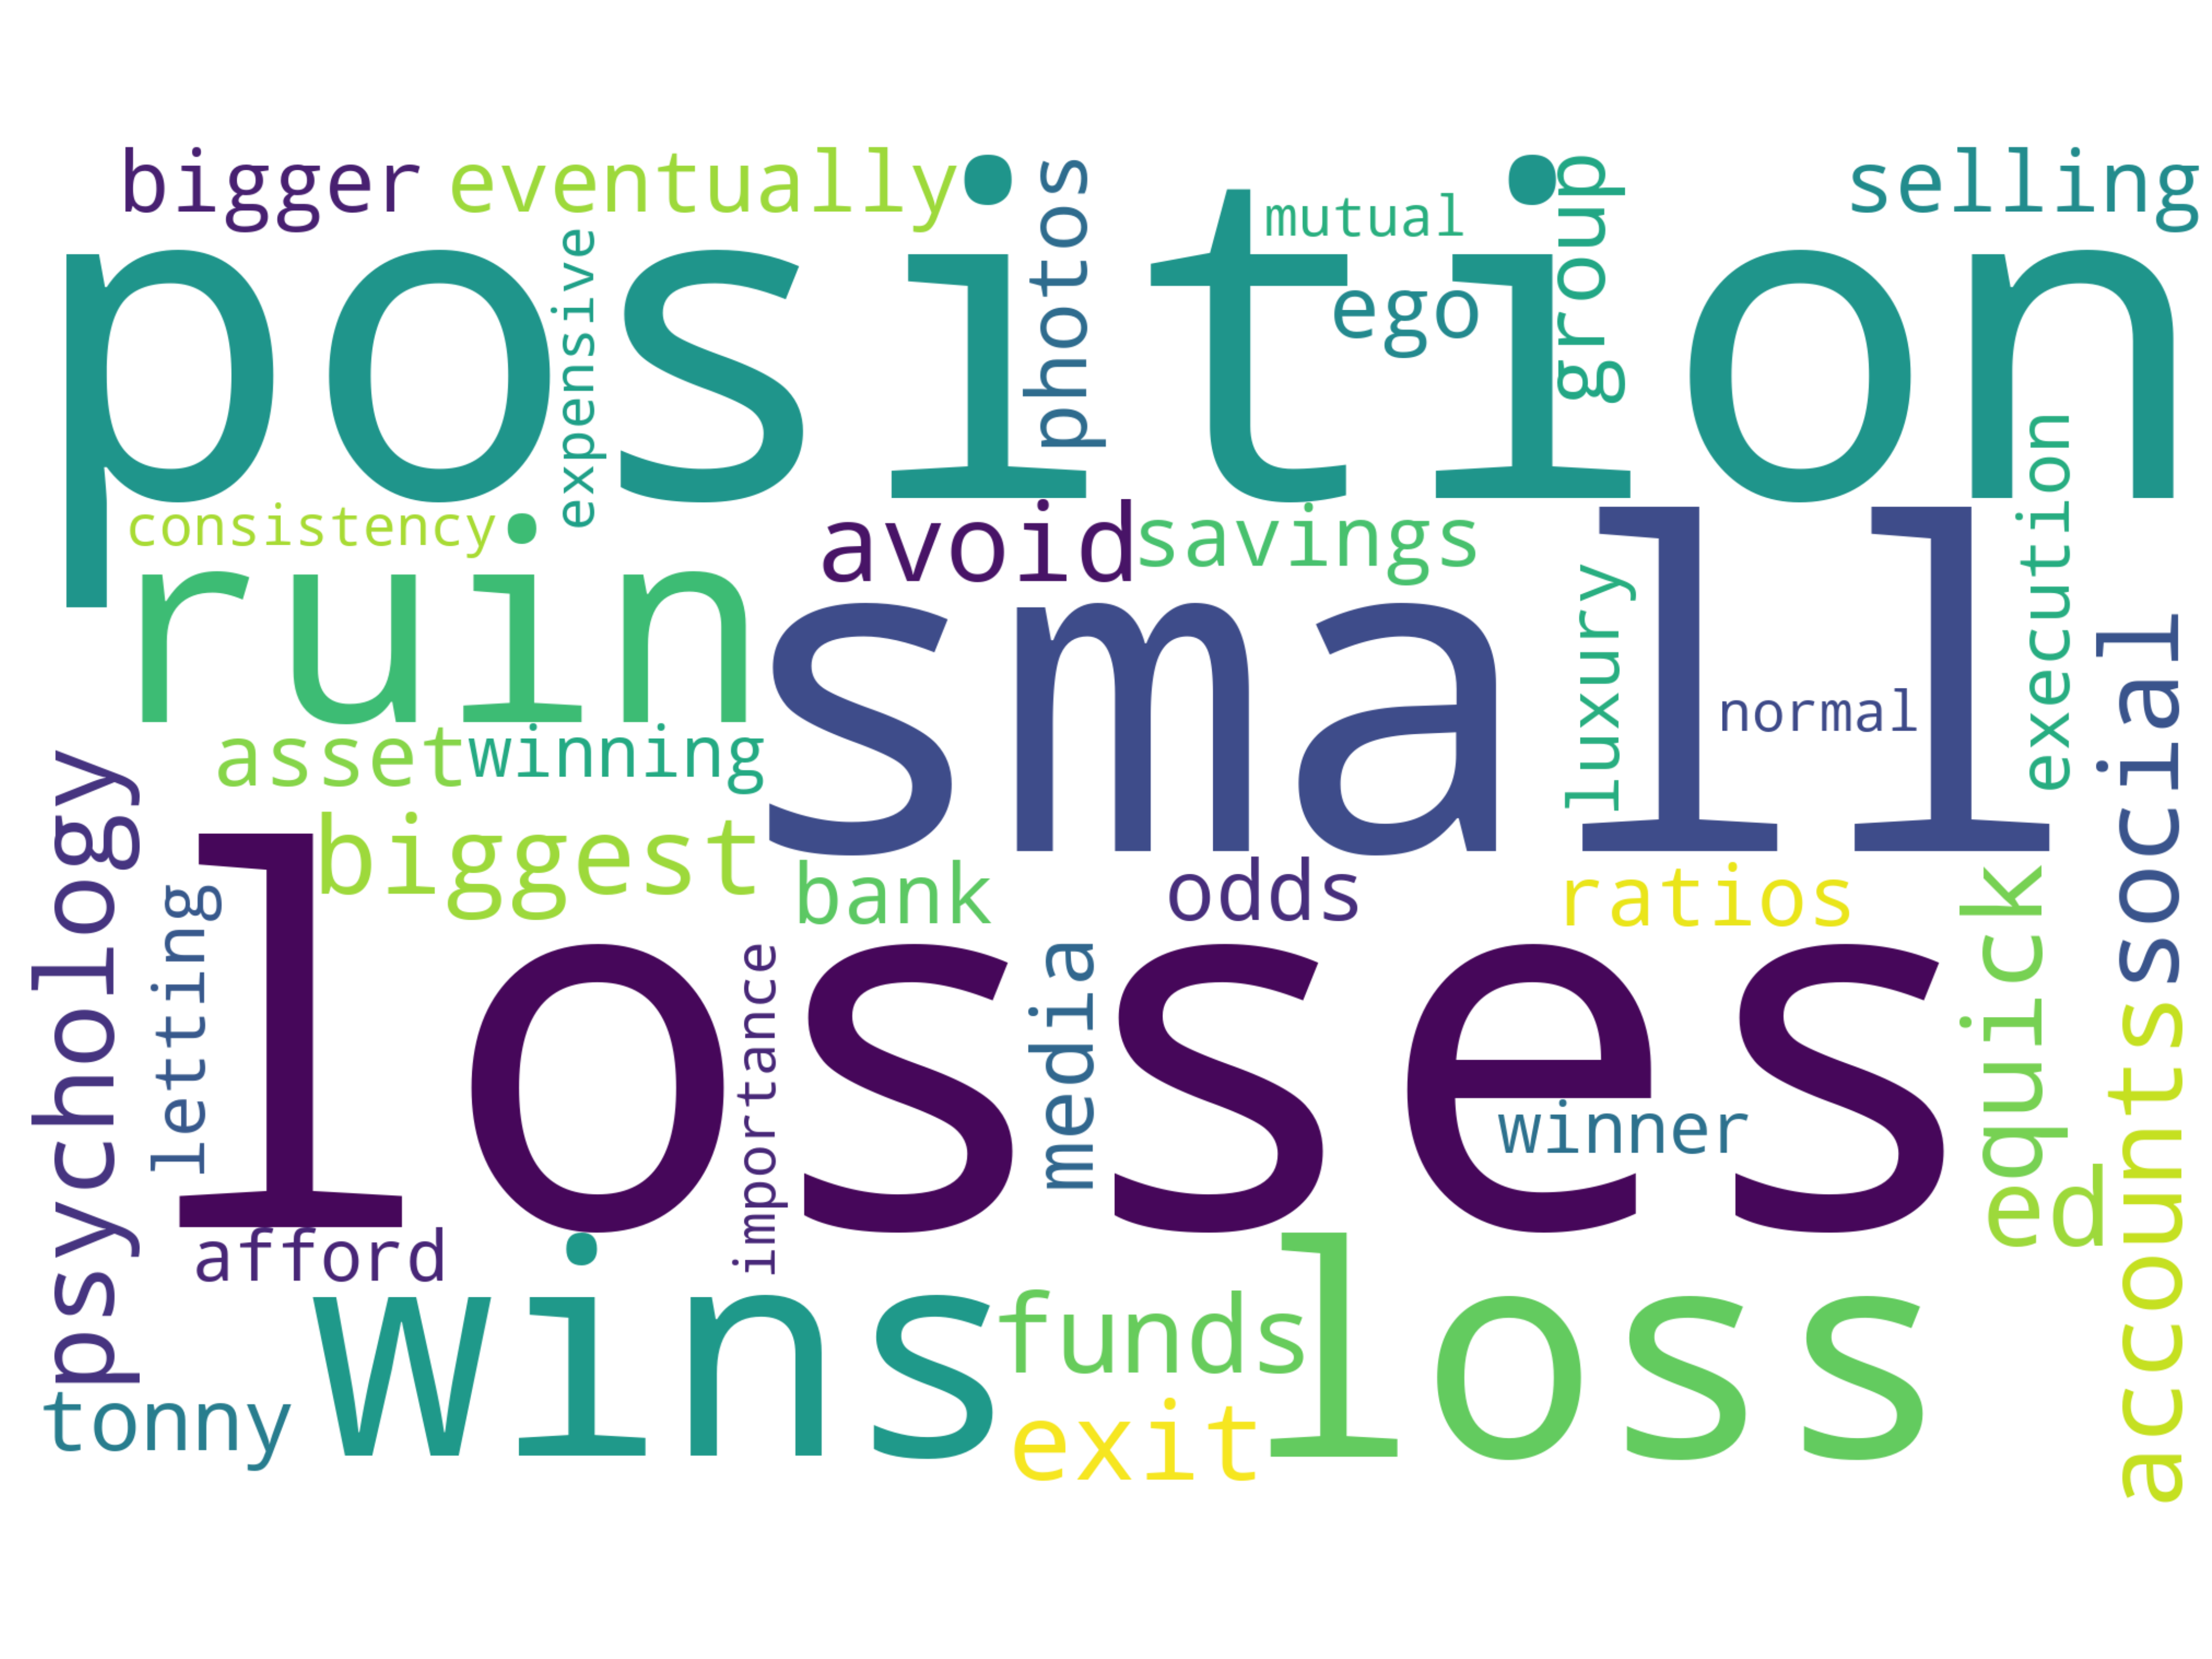 bigger
eventually
selling
position
photos
mutual
ego
group
expensive
consistency
avoid
savings
execution
ruin
small
luxury
normal
social
asset
winning
biggest
bank
odds
ratios
psychology
letting
losses
importance
media
winner
quick
ed
accounts
afford
wins
funds
loss
tonny
exit